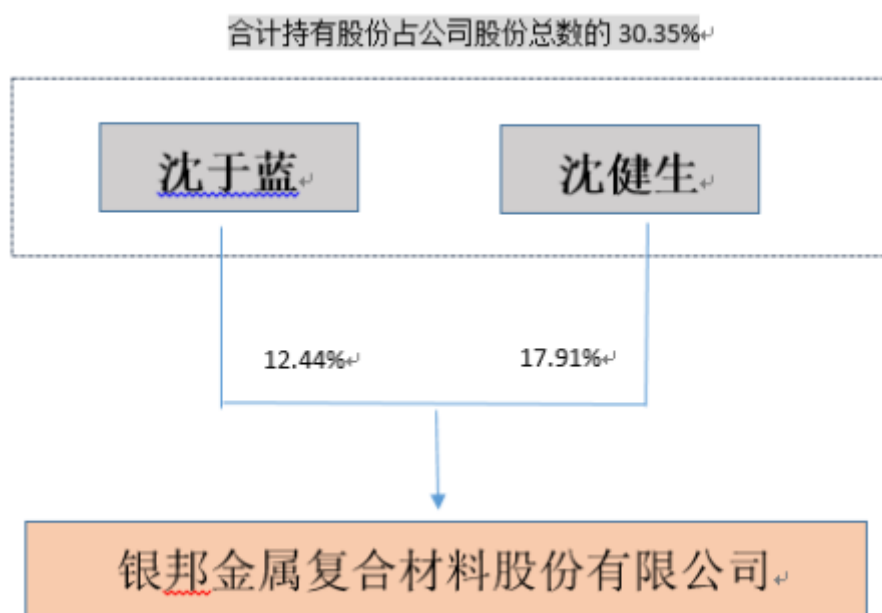 合计持有股份占公司股份总数的 30.35%
沈于蓝
沈健生
12.44%
17.91%
银邦金属复合材料股份有限公司